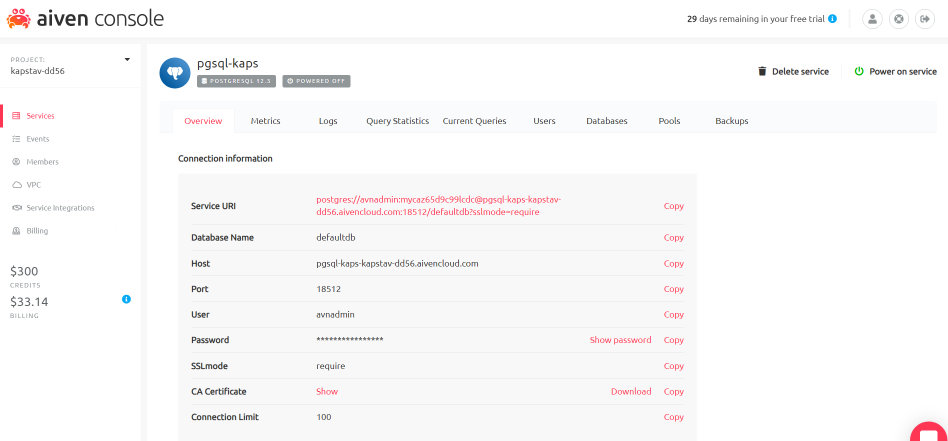 aiven console
29 days remaining in your free trial
PROJECT:
kapstav-dd56
pgsql-kaps
POSTGRESQL 12.3 POWERED OFF
Delete service Power on service
Services
Events
Members
VPC
Service Integrations
Billing
$300
CREDITS
$33.14
BILLING
Overview Metrics Logs Query Statistics Current Queries Users Databases Pools Backups
Connection information
Service URI postgres://avnadmin:mycaz65d9c99lcdc@pgsql-kaps-kapstav-
dd56.aivencloud.com:18512/defaultdb?sslmode=require Copy
Database Name defaultdb Copy
Host pgsql-kaps-kapstav-dd56.aivencloud.com Copy
Port 18512 Copy
User avnadmin Copy
Password **************** Show password Copy
SSLmode require Copy
CA Certificate Show Download Copy
Connection Limit 100 Copy